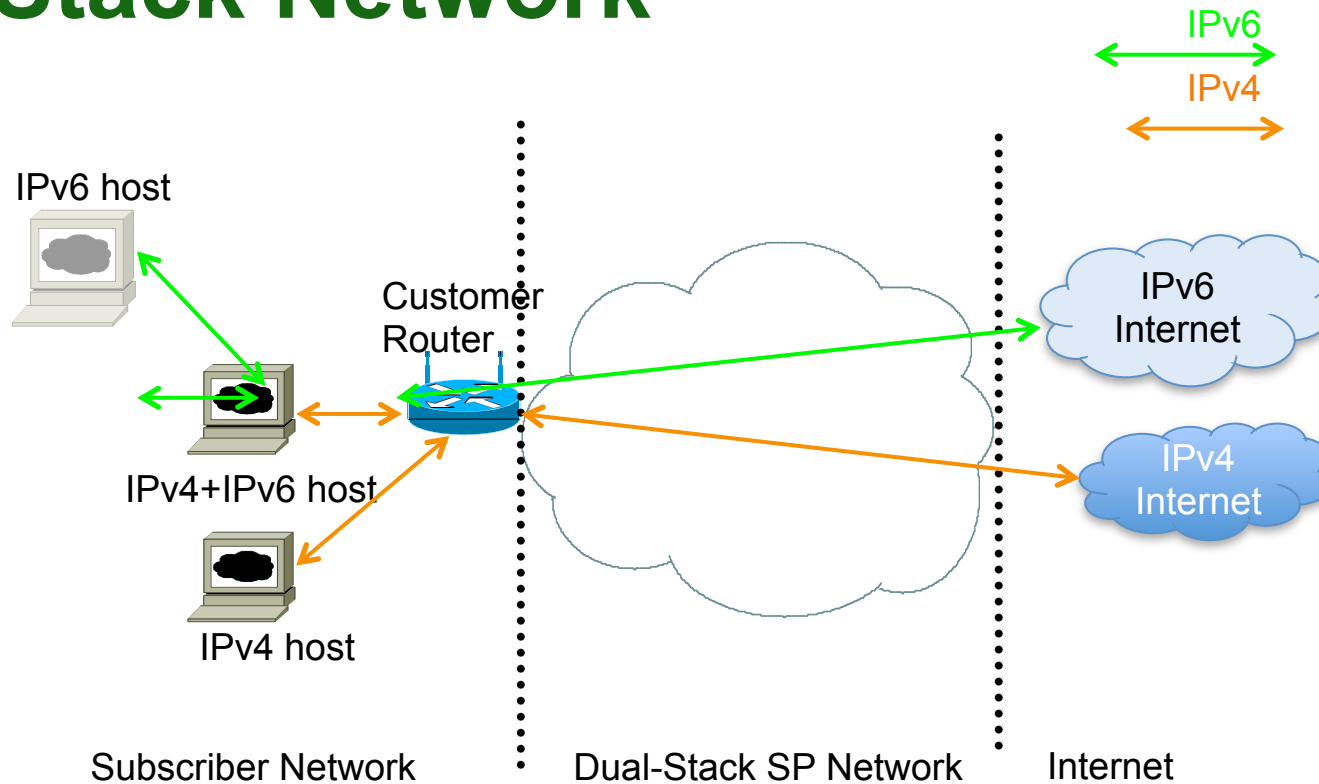 Stack Network
IPv6
IPv4
IPv6 host
Customer
Router
IPv6
Internet
IPv4
Internet
IPv4+IPv6 host
IPv4 host
Subscriber Network
Dual-Stack SP Network
Internet